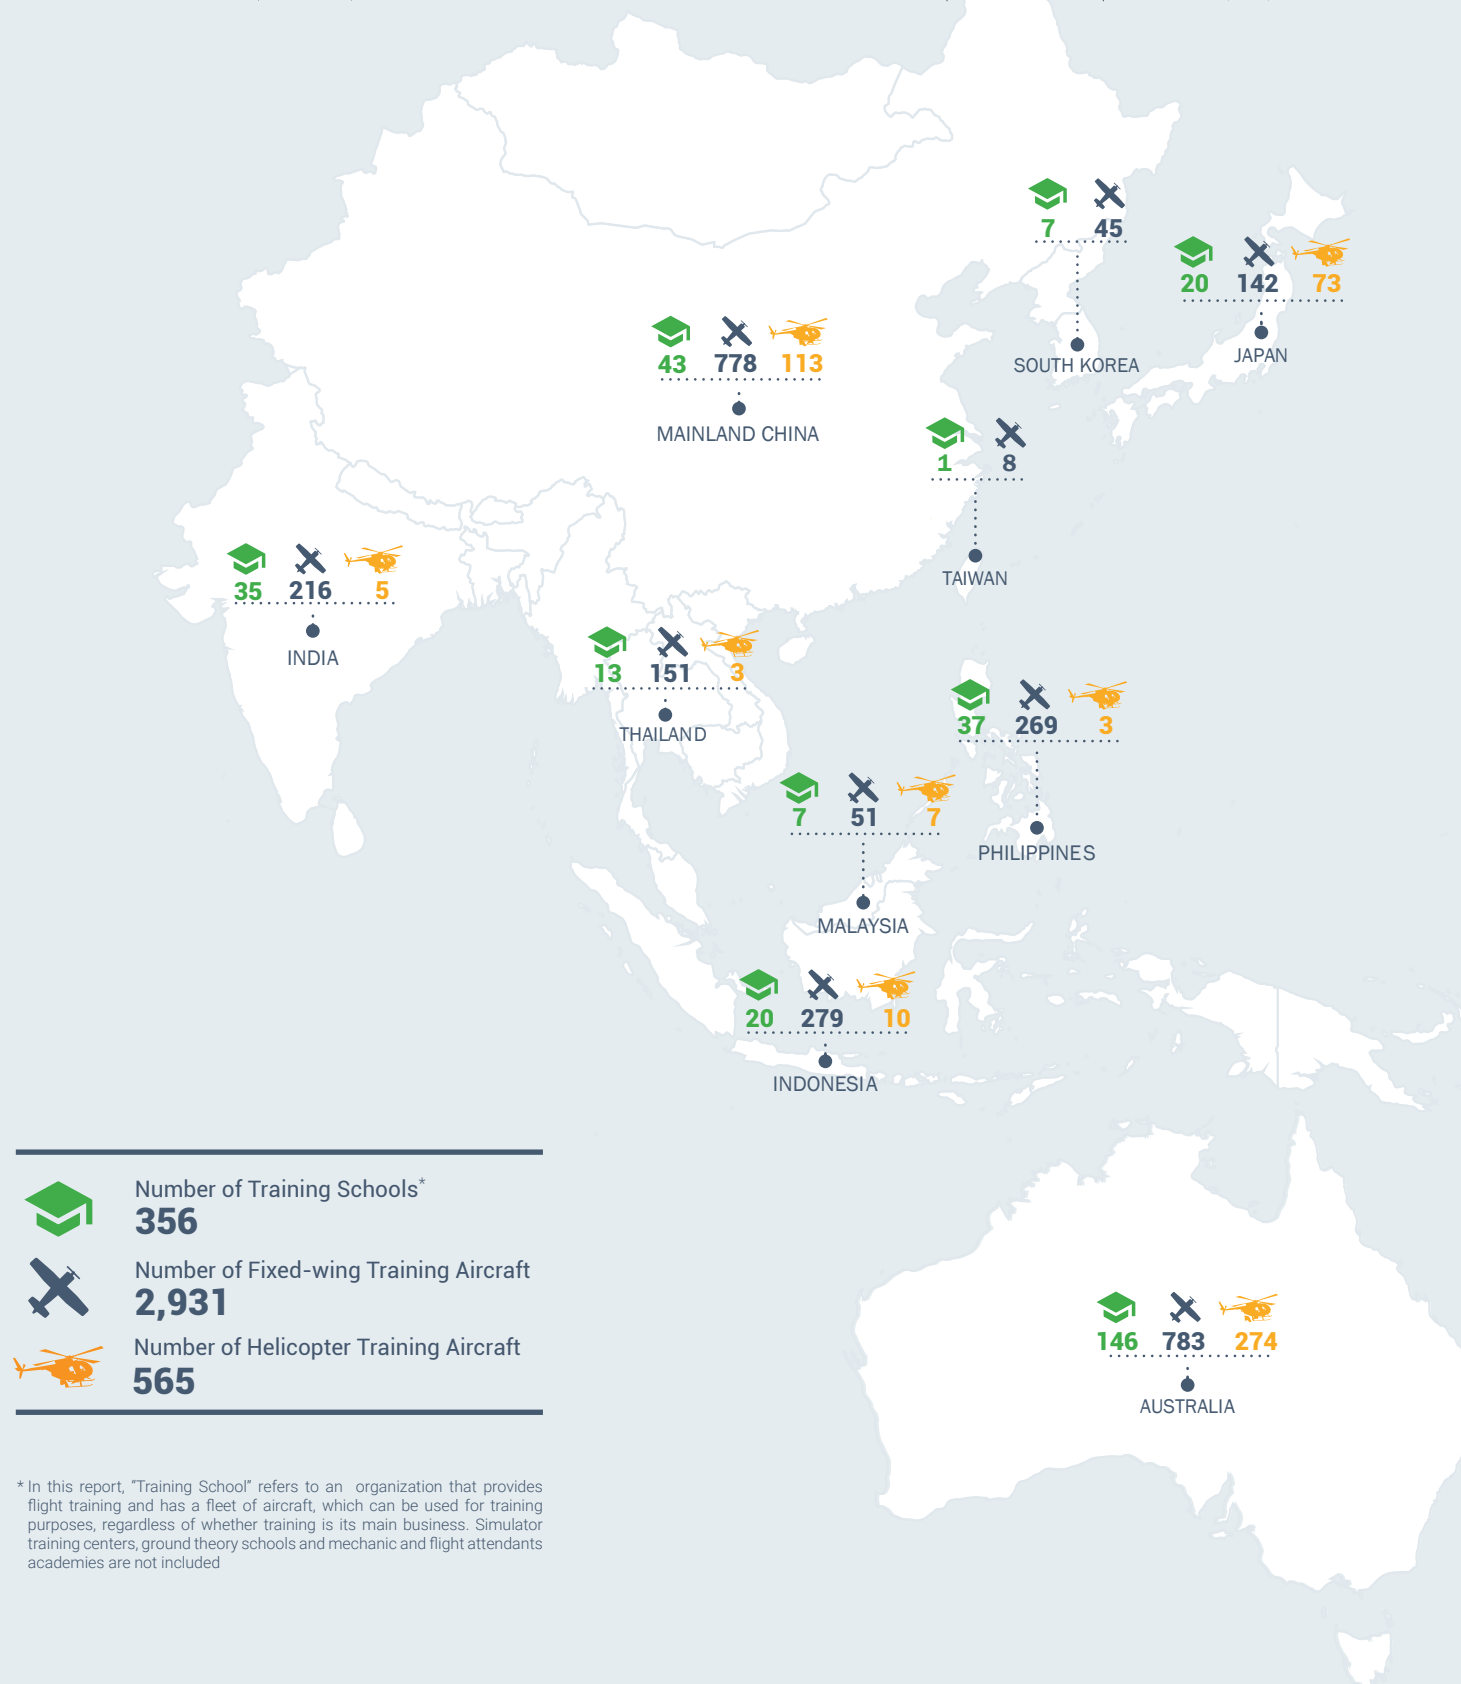 7 45
20 142 73
SOUTH KOREA
JAPAN
43 778 113
MAINLAND CHINA
1 8
TAIWAN
35 216 5
INDIA
13 151 3
THAILAND
37 269 3
PHILIPPINES
7 51 7
MALAYSIA
20 279 10
INDONESIA
Number of Training Schools*
356
Number of Fixed-wing Training Aircraft
2,931
Number of Helicopter Training Aircraft
565
146 783 274
AUSTRALIA
* In this report, “Training School” refers to an organization that provides
flight training and has a fleet of aircraft, which can be used for training
purposes, regardless of whether training is its main business. Simulator
training centers, ground theory schools and mechanic and flight attendants
academies are not included